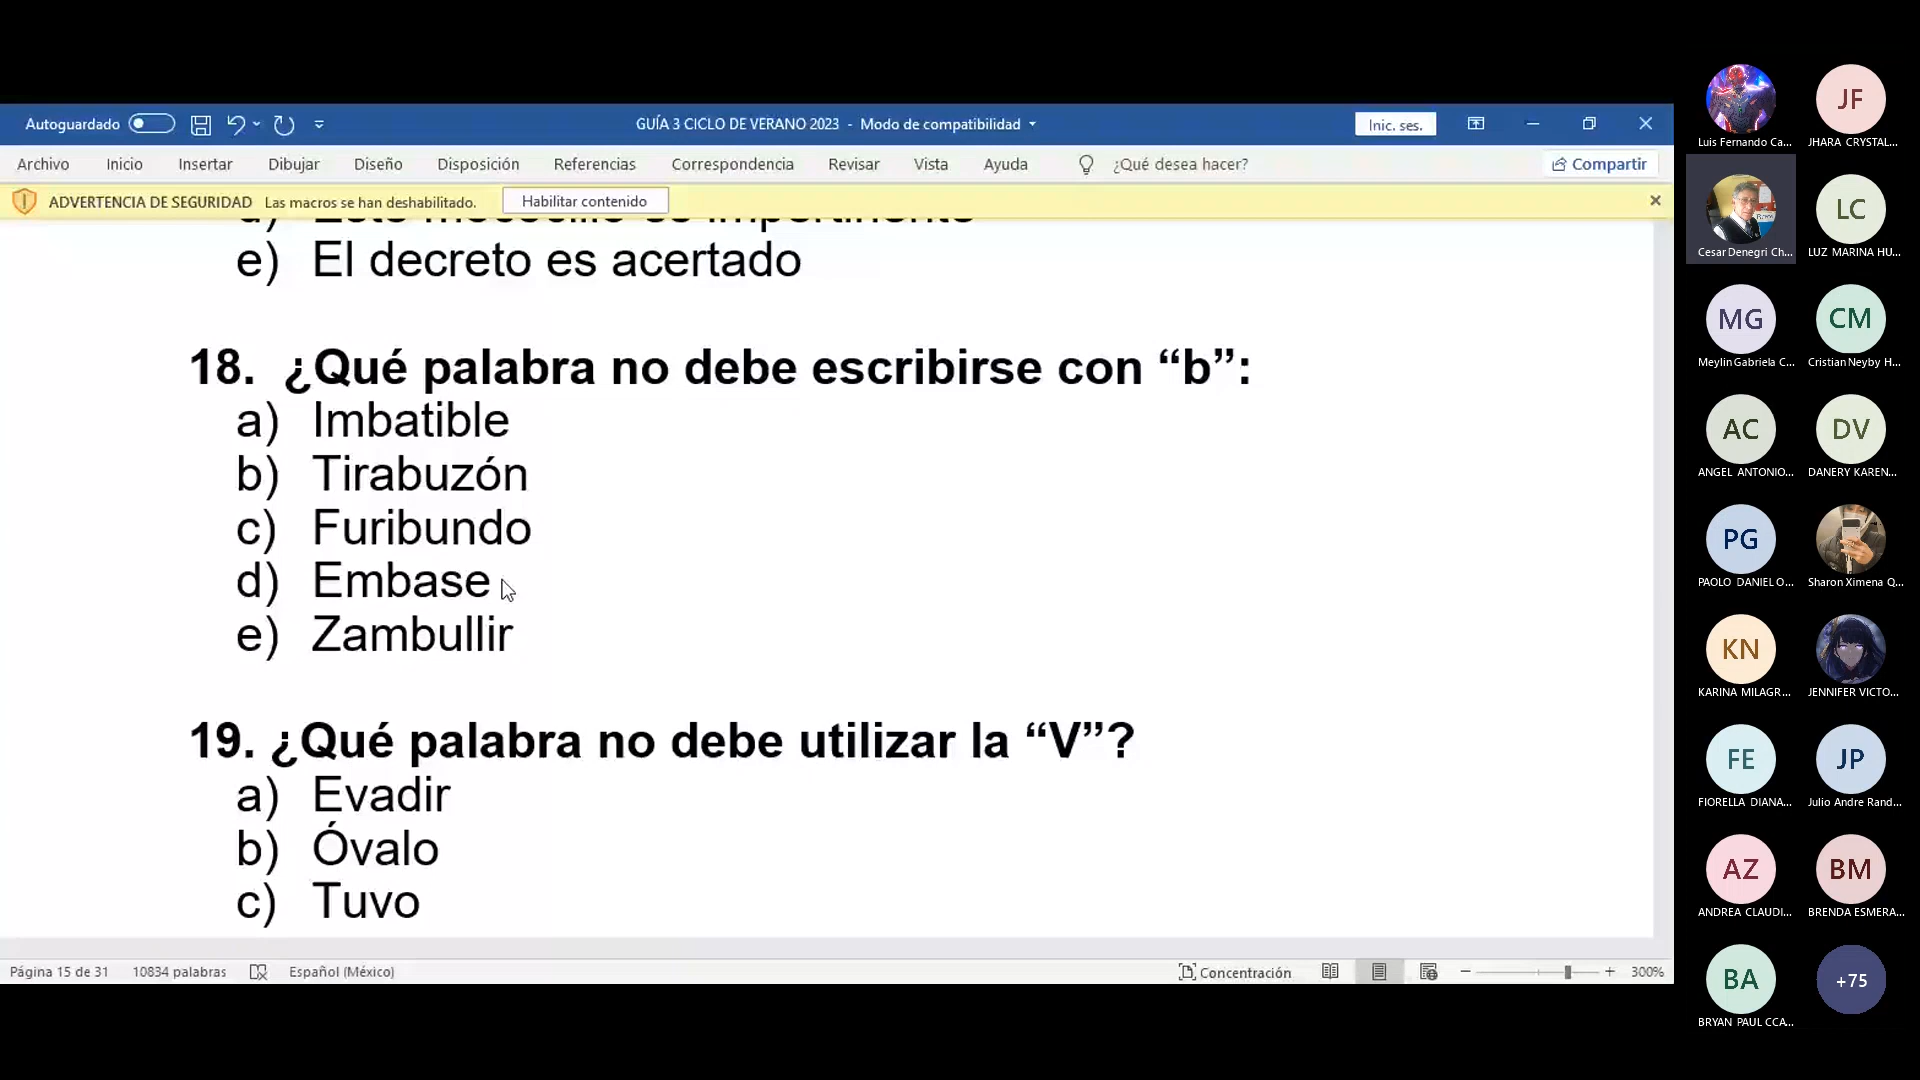 Autoguardado
GUÍA 3 CICLO DE VERANO 2023 - Modo de compatibilidad
Inic. ses.
Archivo Inicio Insertar Dibujar Diseño Disposición Referencias Correspondencia Revisar Vista Ayuda ¿Qué desea hacer? Compartir
ADVERTENCIA DE SEGURIDAD Las macros se han deshabilitado. Habilitar contenido
e) El decreto es acertado
18. ¿Qué palabra no debe escribirse con “b”:
a) Imbatible
b) Tirabuzón
c) Furibundo
d) Embase
e) Zambullir
19. ¿Qué palabra no debe utilizar la “V”?
a) Evadir
b) Óvalo
c) Tuvo
Página 15 de 31 10834 palabras Español (México) Concentración 300%
JF
Luis Fernando Ca... JHARA CRYSTAL...
LC
Cesar Denegri Ch... LUZ MARINA HU...
MG CM
Meylin Gabriela C... Cristian Neyby H...
AC DV
ANGEL ANTONIO... DANERY KAREN...
PG
PAOLO DANIEL O... Sharon Ximena Q...
KN
KARINA MILAGR... JENNIFER VICTO...
FE JP
FIORELLA DIANA... Julio Andre Rand...
AZ BM
ANDREA CLAUDI... BRENDA ESMERA...
BA +75
BRYAN PAUL CCA...